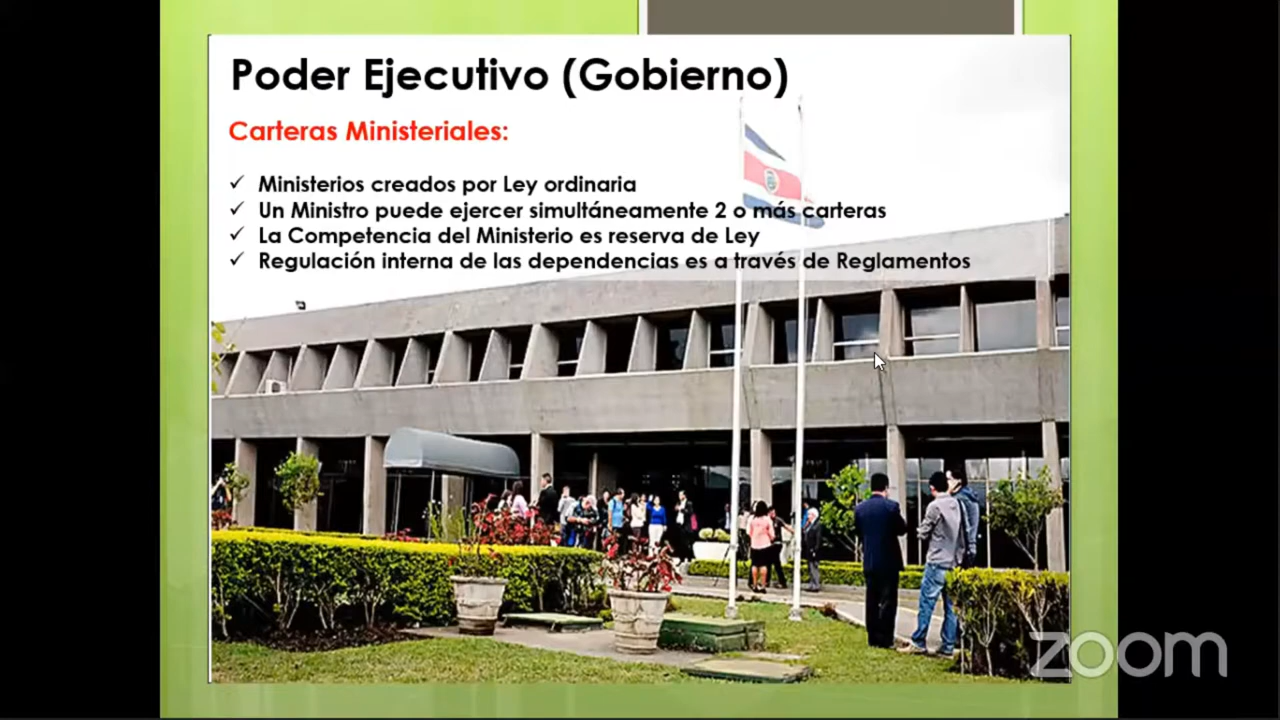 Poder Ejecutivo (Gobierno)
Carteras Ministeriales:
✓ Ministerios creados por Ley ordinaria
✓ Un Ministro puede ejercer simultáneamente 2 o más carteras
✓ La Competencia del Ministerio es reserva de Ley
✓ Regulación interna de las dependencias es a través de Reglamentos
zoom